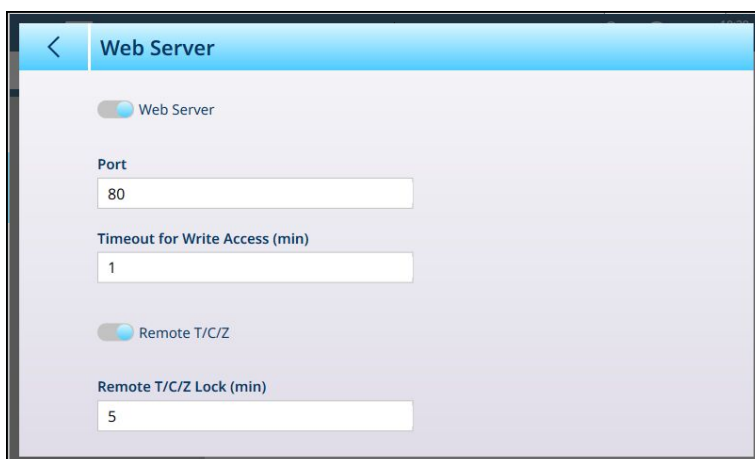 Web Server
Web Server
Port
80
Timeout for Write Access (min)
1
Remote T/C/Z
Remote T/C/Z Lock (min)
5